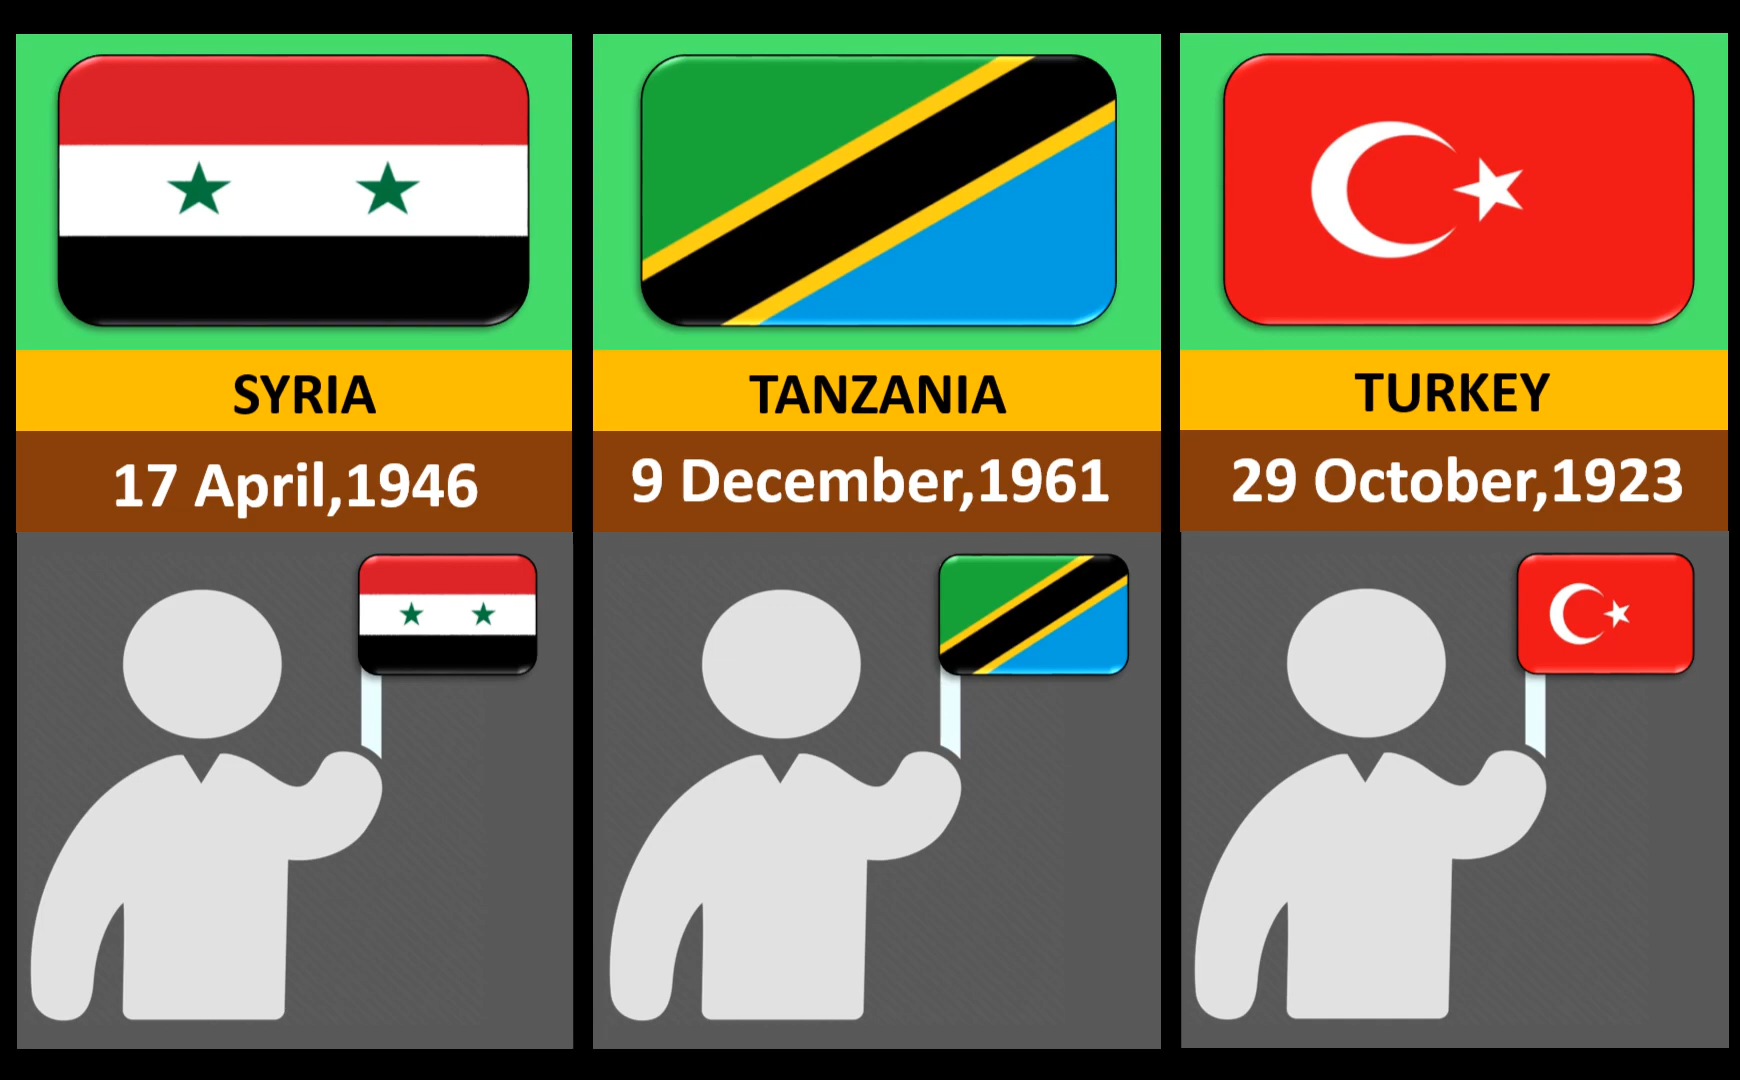 SYRIA
17 April,1946
TANZANIA
9 December,1961
TURKEY
29 October,1923